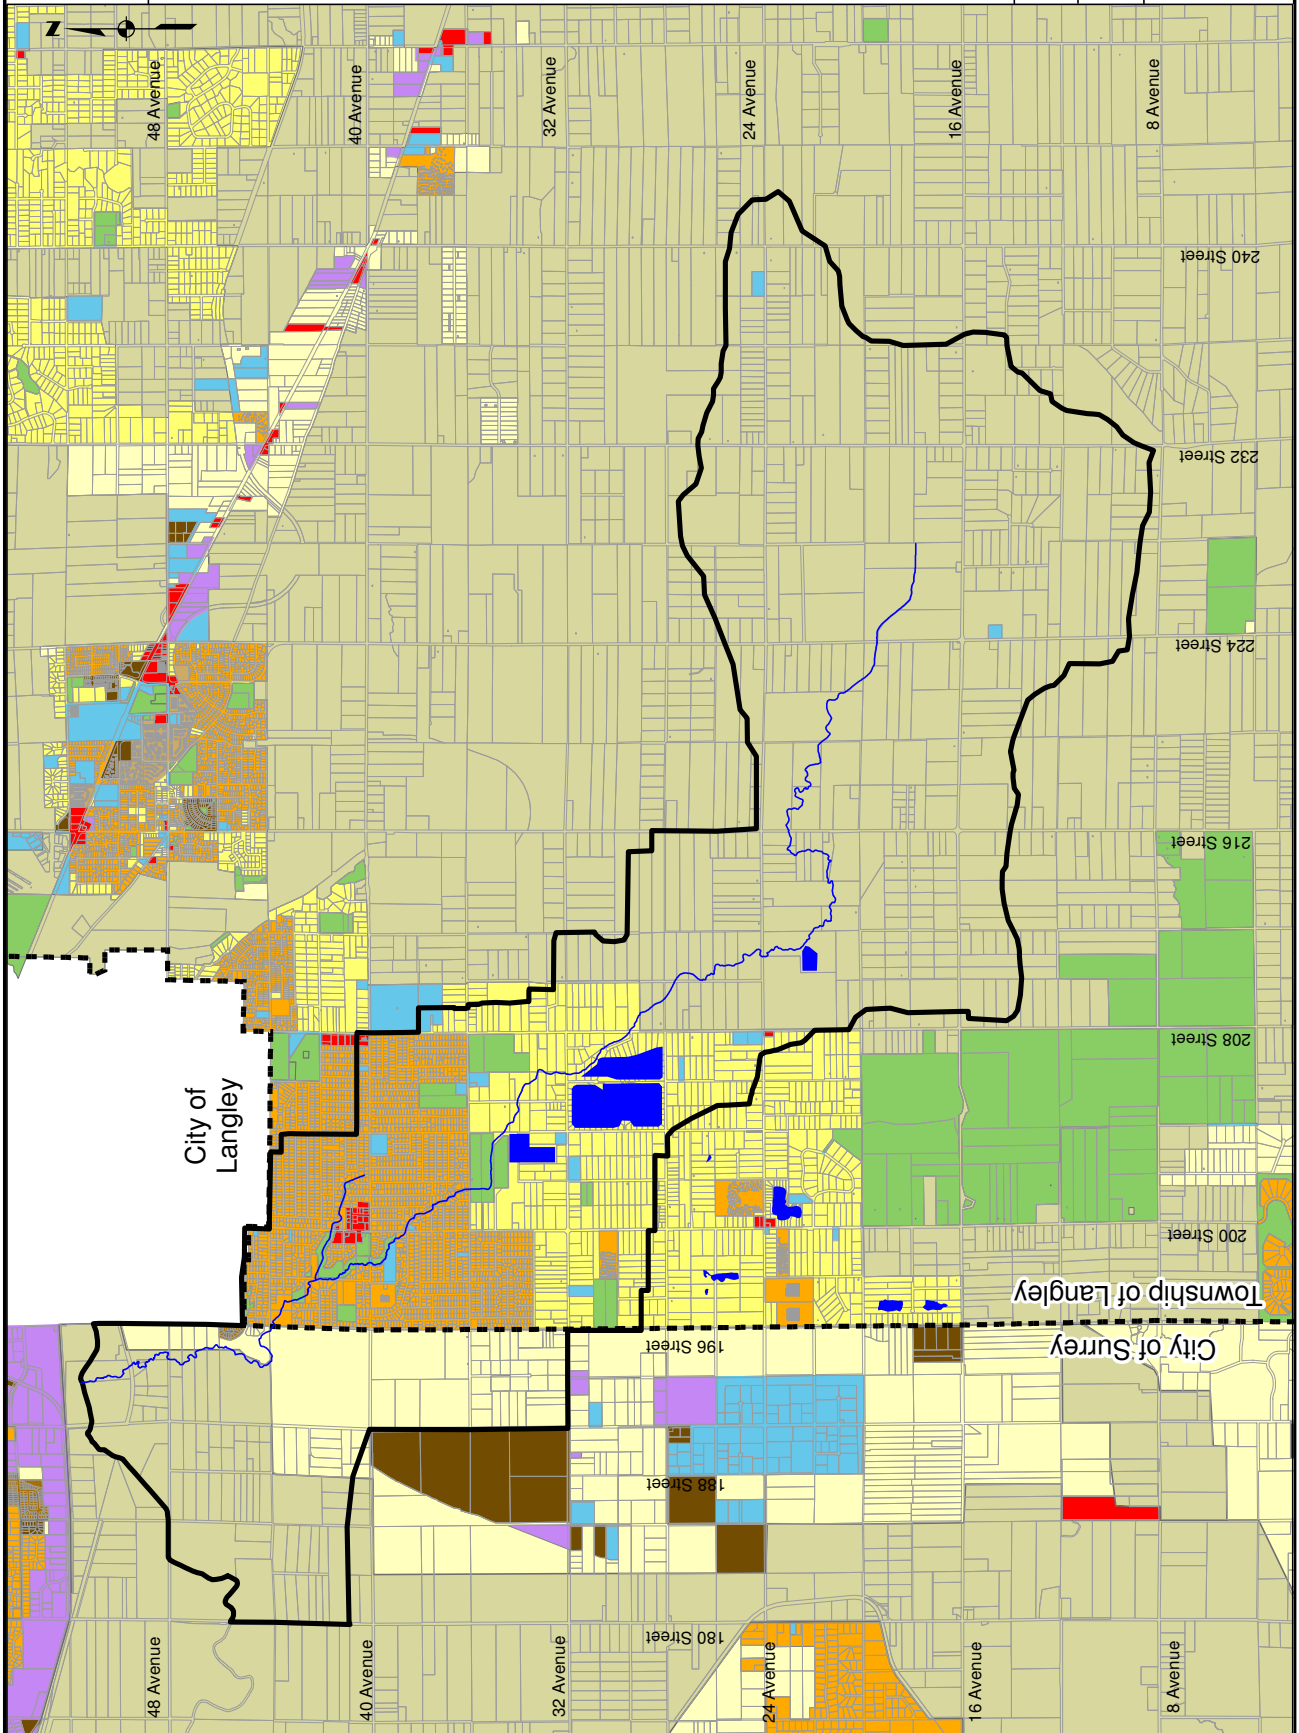 N
48 Avenue
40 Avenue
32 Avenue
24 Avenue
16 Avenue
8 Avenue
240 Street
232 Street
224 Street
216 Street
208 Street
200 Street
City of
Langley
Township of Langley
City of Surrey
196 Street
188 Street
180 Street
48 Avenue
40 Avenue
32 Avenue
24 Avenue
16 Avenue
8 Avenue